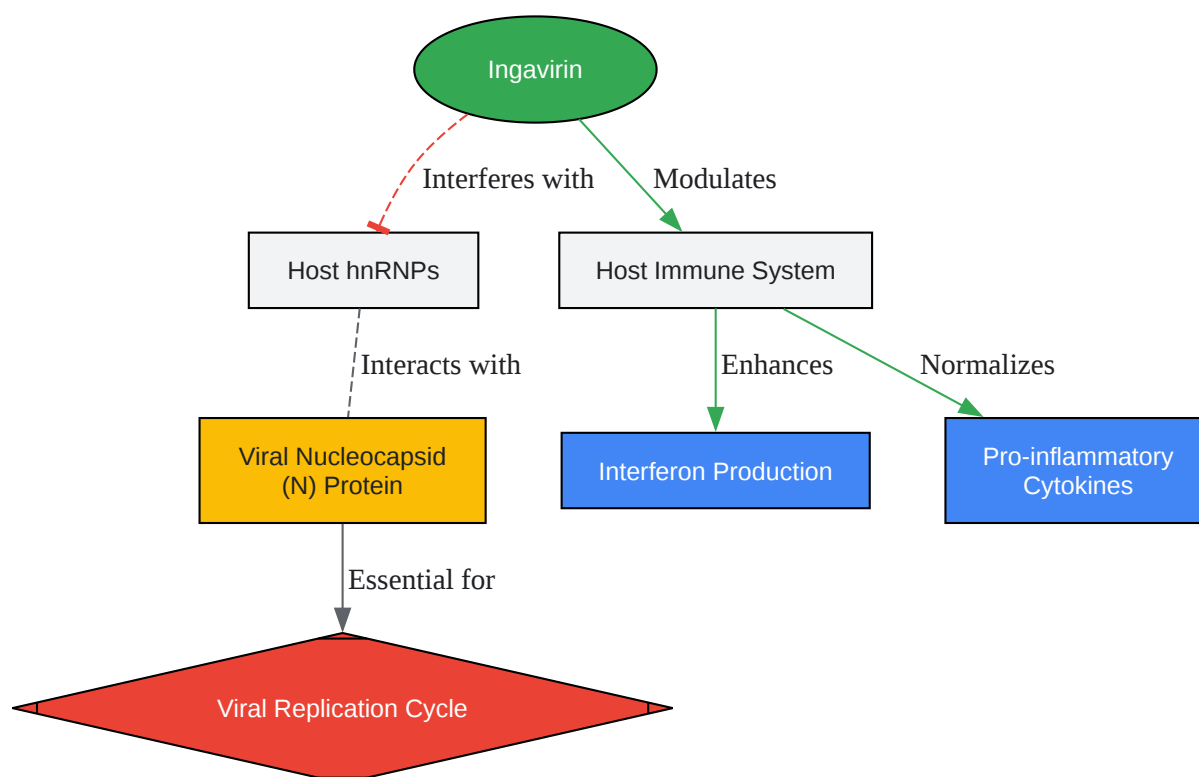 Ingavirin
Interferes with
Modulates
Host hnRNPs
Host Immune System
Interacts with
Enhances
Normalizes
Viral Nucleocapsid
(N) Protein
Interferon Production
Pro-inflammatory
Cytokines
Essential for
Viral Replication Cycle